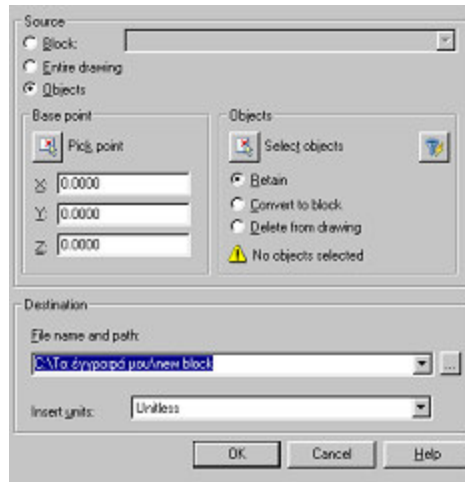 Source
Block:
Entire drawing
Objects
Base point
Pick point
X: 0.0000
Y: 0.0000
Z: 0.0000
Objects
Select objects
Retain
Convert to block
Delete from drawing
No objects selected
Destination
File name and path:
C:\Τα έγγραφά μου\new block
...
Insert units: Unitless
OK Cancel Help